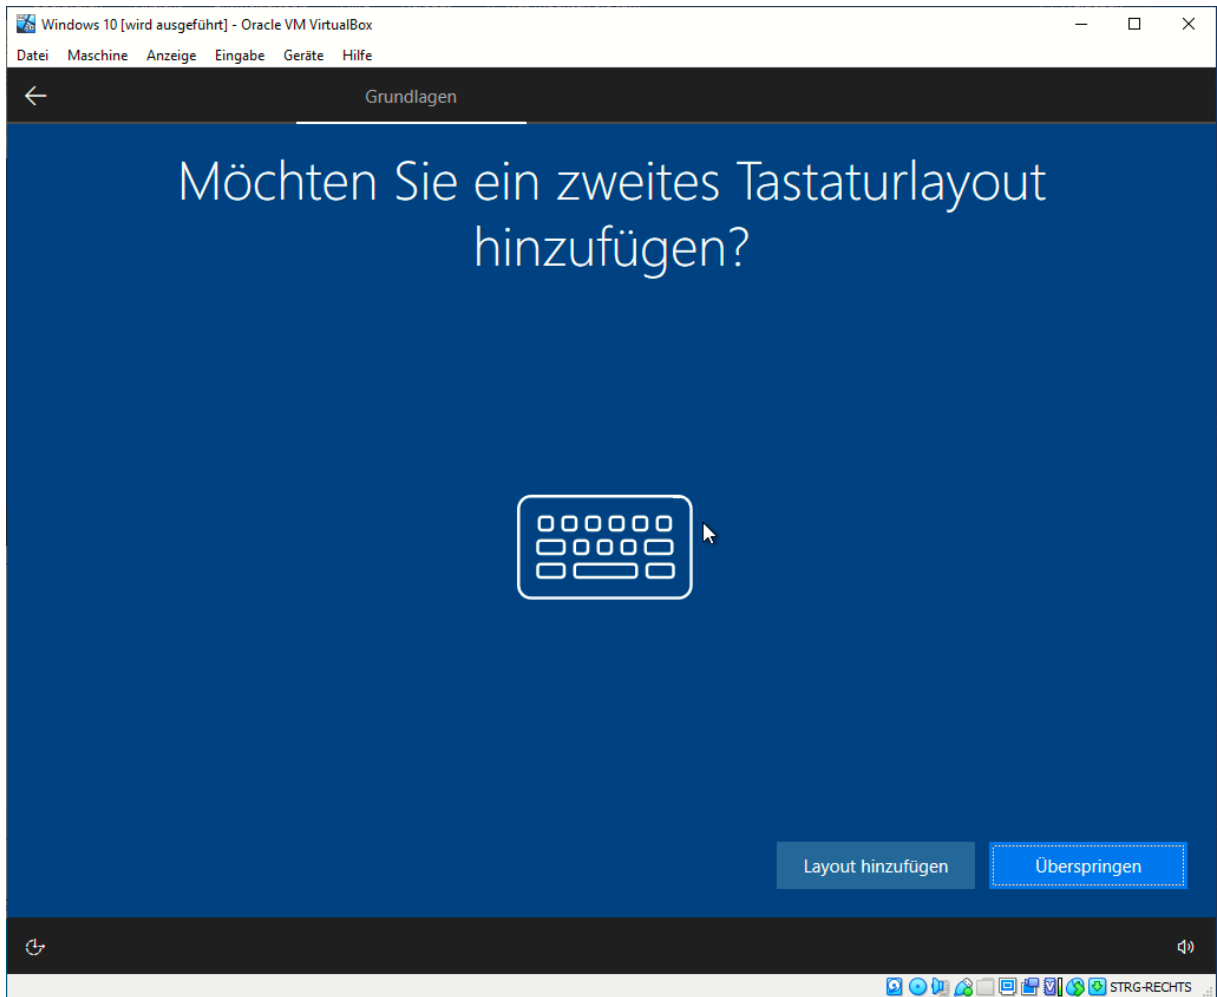 Windows 10 [wird ausgeführt] - Oracle VM VirtualBox
Datei Maschine Anzeige Eingabe Geräte Hilfe
Grundlagen
Möchten Sie ein zweites Tastaturlayout
hinzufügen?
Layout hinzufügen Überspringen
STRG-RECHTS